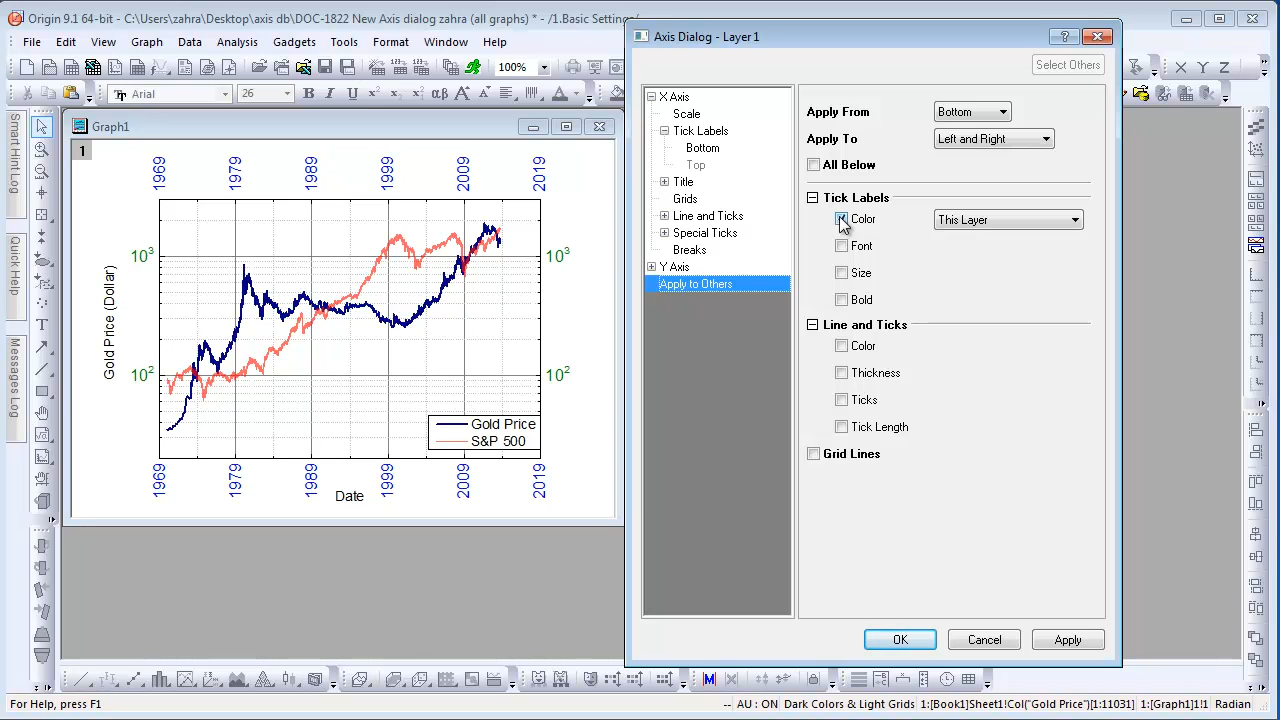 Origin 9.1 64-bit - C:\Users\zahra\Desktop\axis db\DOC-1822 New Axis dialog zahra (all graphs) * - /1.Basic Settings/
File Edit View Graph Data Analysis Gadgets Tools Format Window Help
100%
Arial 26
Smart Hint Log
Quick Help
Messages Log
Graph1
1
1969 1979 1989 1999 2009 2019
10³ 10³
10² 10²
Gold Price (Dollar)
Gold Price
S&P 500
1969 1979 1989 1999 2009 2019
Date
Axis Dialog - Layer1
Select Others
X Axis
Scale
Tick Labels
Bottom
Top
Title
Grids
Line and Ticks
Special Ticks
Breaks
Y Axis
Apply to Others
Apply From Bottom
Apply To Left and Right
All Below
Tick Labels
Color This Layer
Font
Size
Bold
Line and Ticks
Color
Thickness
Ticks
Tick Length
Grid Lines
OK Cancel Apply
X Y Z
For Help, press F1
-- AU : ON Dark Colors & Light Grids 1:[Book1]Sheet1!Col("Gold Price")[1:11031] 1:[Graph1]1!1 Radian